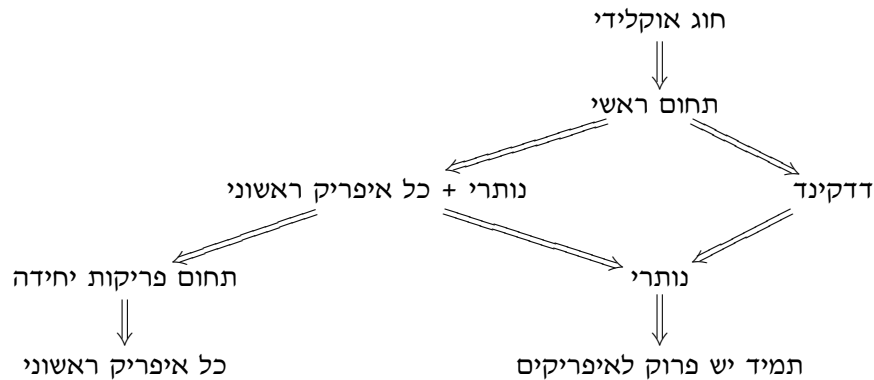 חוג אוקלידי
תחום ראשי
דדקינד
נותרי + כל איפריק ראשוני
נותרי
תחום פריקות יחידה
תמיד יש פרוק לאיפריקים
כל איפריק ראשוני